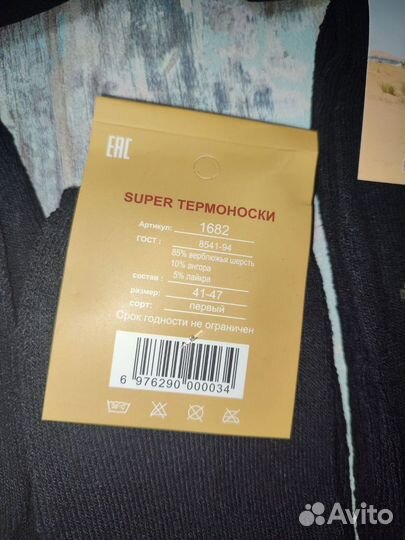 EAC
SUPER ТЕРМОНОСКИ
Артикул: 1682
ГОСТ : 8541-94
85% верблюжья шерсть
10% ангора
состав : 5% лайкра
размер: 41-47
сорт: первый
Срок годности не ограничен
6 976290 000034
Avito